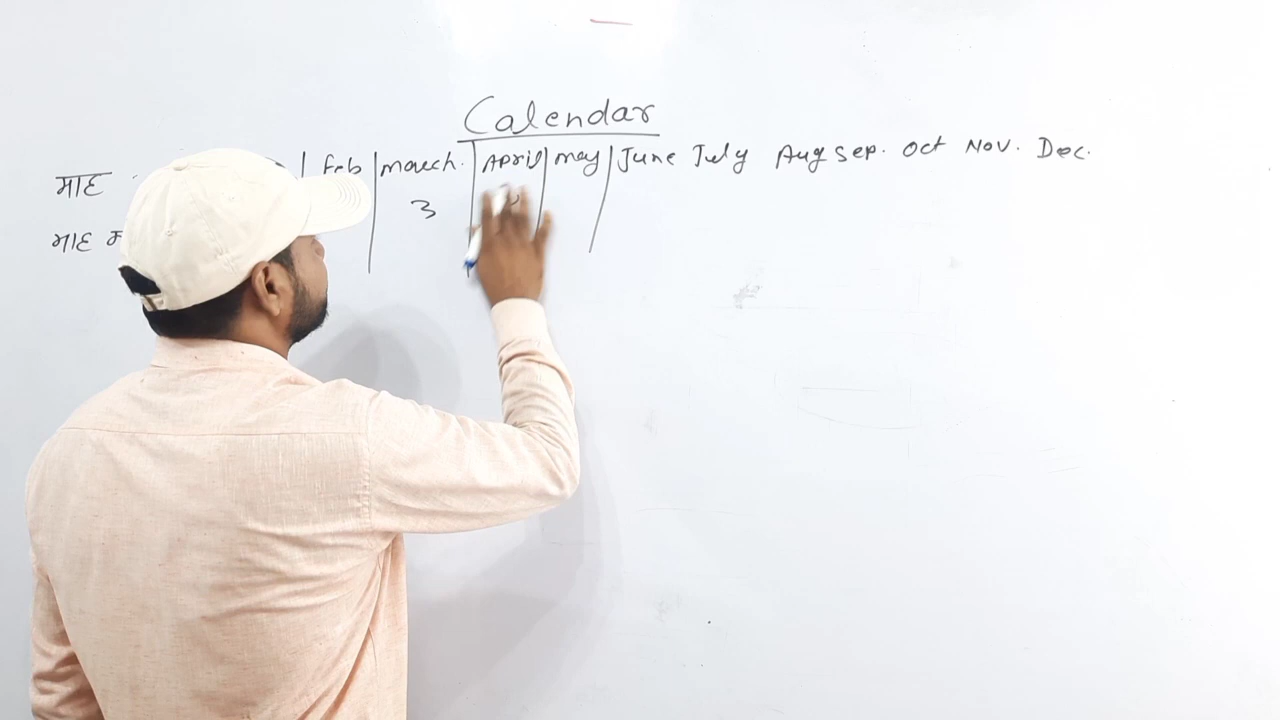 Calendar
माह Feb March. April May June July Aug Sep. Oct Nov. Dec.
माह 3